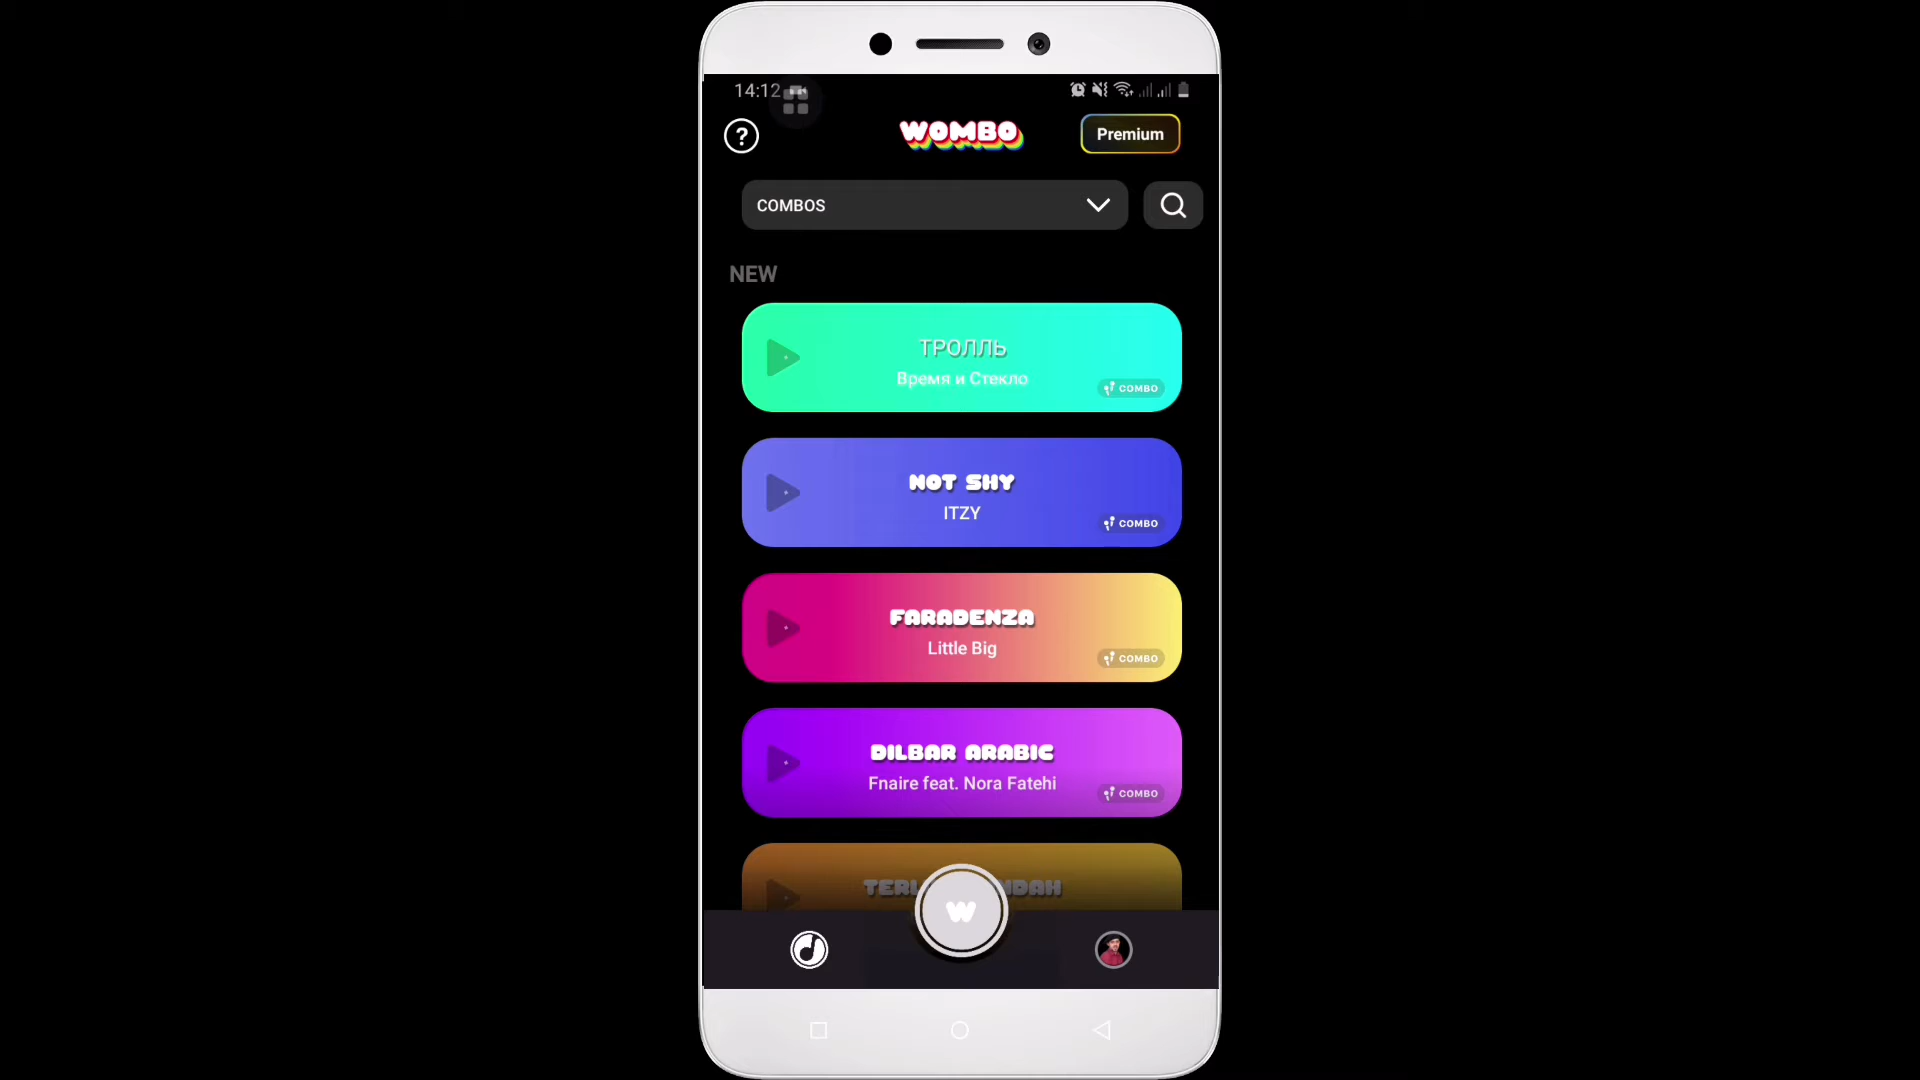 14:12
?
WOMBO
Premium
COMBOS
NEW
ТРОЛЛЬ
Время и Стекло
COMBO
NOT SHY
ITZY
COMBO
FARADENZA
Little Big
COMBO
DILBAR ARABIC
Fnaire feat. Nora Fatehi
COMBO
W